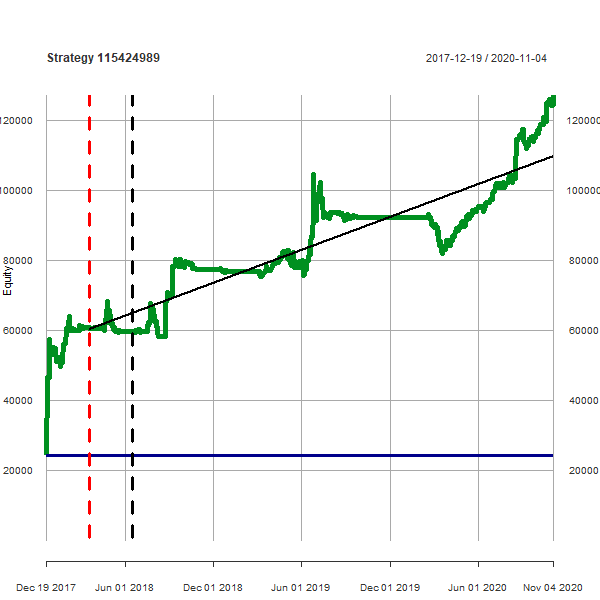 Strategy 115424989
2017-12-19 / 2020-11-04
120000
120000
100000
100000
80000
80000
Equity
60000
60000
40000
40000
20000
20000
Dec 19 2017
Jun 01 2018
Dec 01 2018
Jun 01 2019
Dec 01 2019
Jun 01 2020
Nov 04 2020